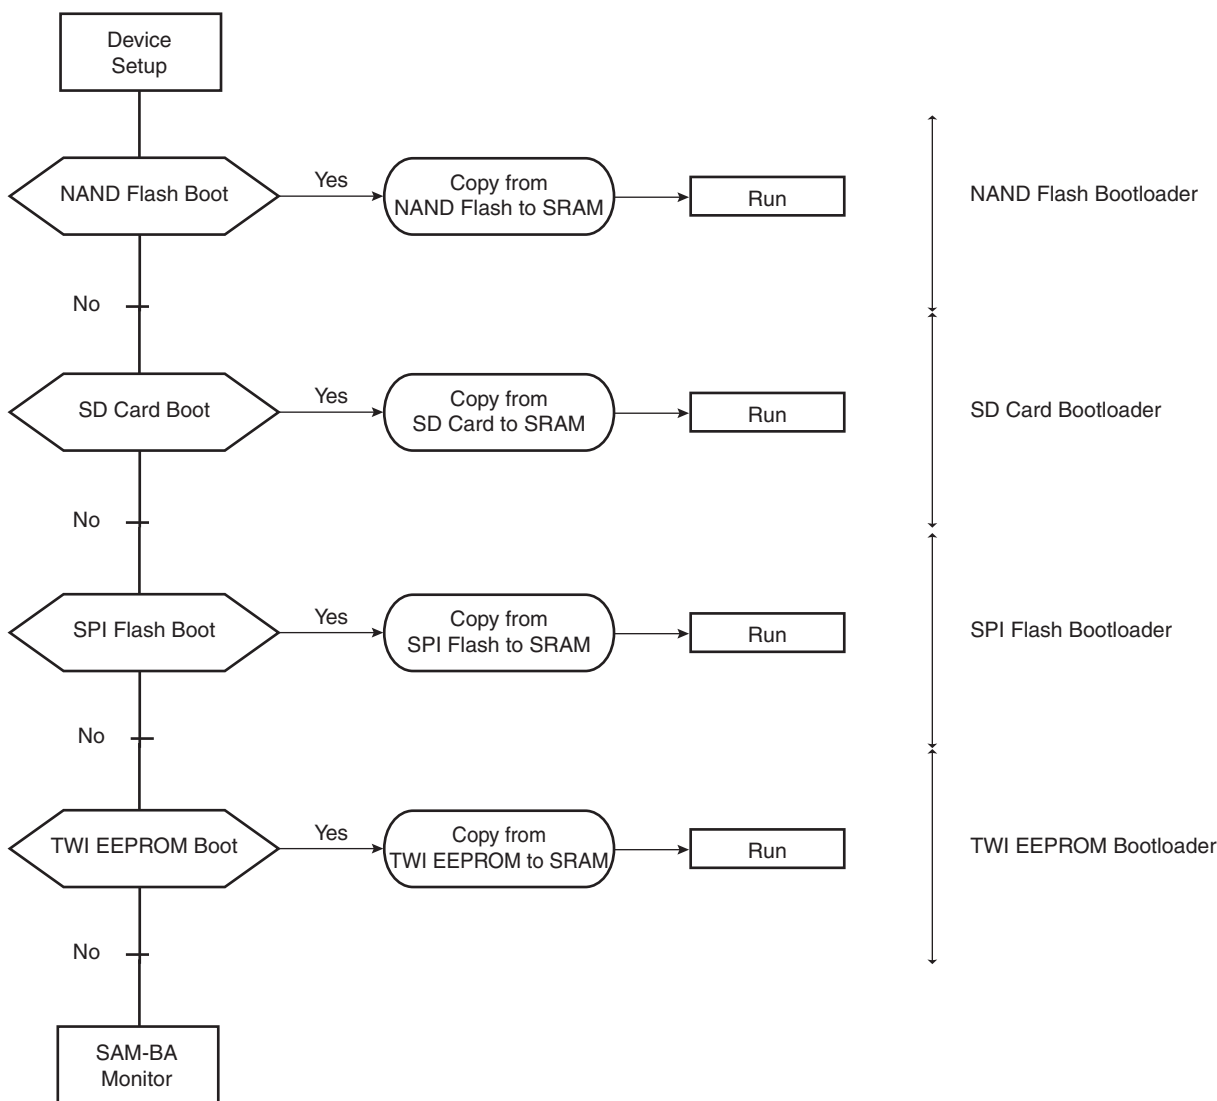 Device
Setup
NAND Flash Boot
Yes
Copy from
NAND Flash to SRAM
Run
NAND Flash Bootloader
No
SD Card Boot
Yes
Copy from
SD Card to SRAM
Run
SD Card Bootloader
No
SPI Flash Boot
Yes
Copy from
SPI Flash to SRAM
Run
SPI Flash Bootloader
No
TWI EEPROM Boot
Yes
Copy from
TWI EEPROM to SRAM
Run
TWI EEPROM Bootloader
No
SAM-BA
Monitor